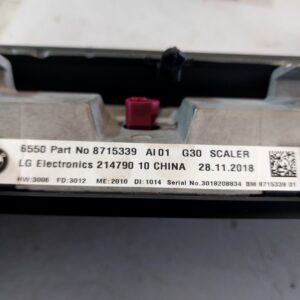 6550 Part No 8715339 AI 01 G30 SCALER
LG Electronics 214790 10 CHINA 28.11.2018
HW:3006 FD:3012 ME:2010 DI:1014 Serial No.3018208834 BM 8715339 01